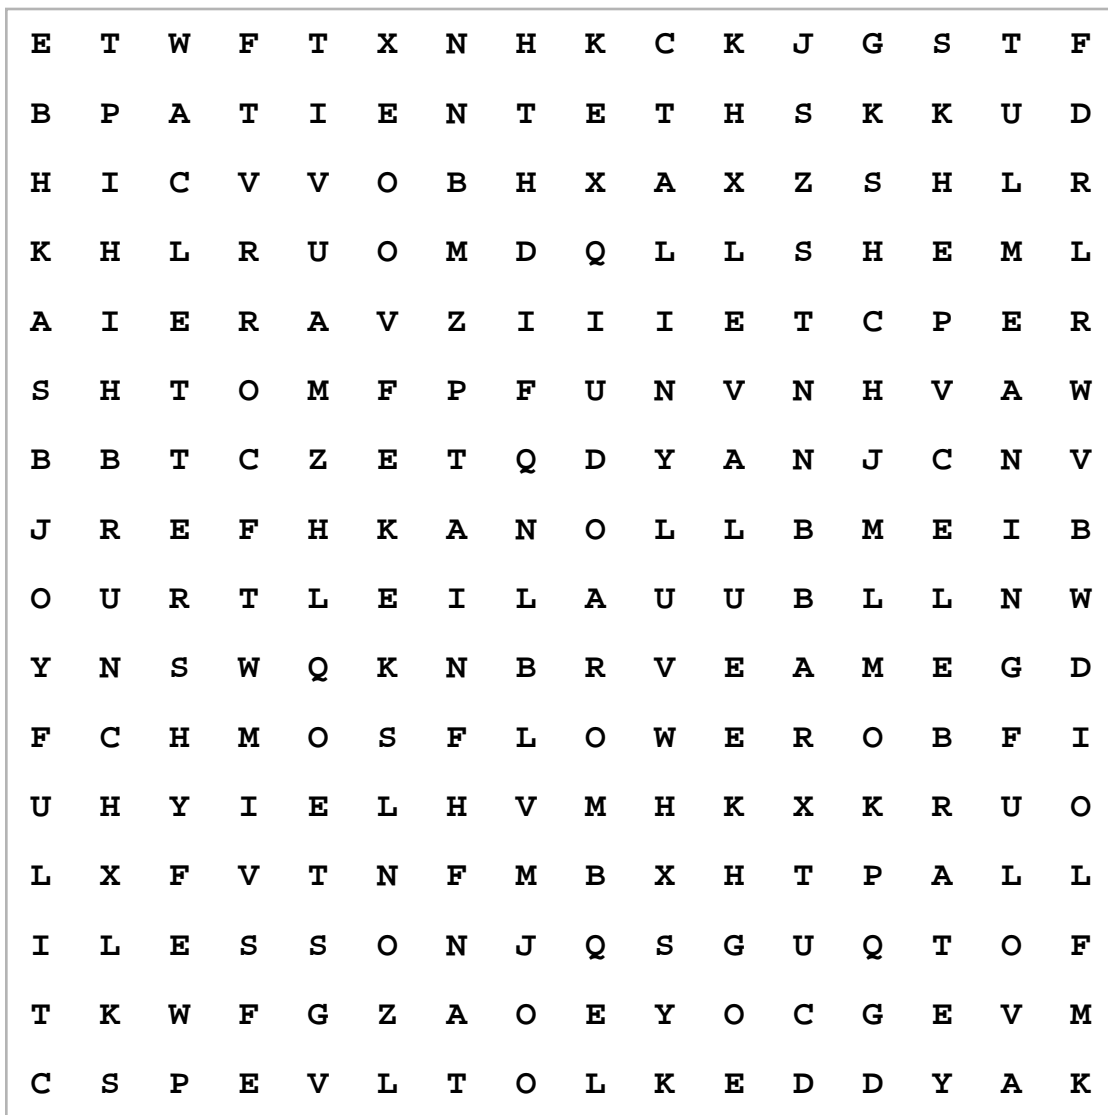 E T W F T X N H K C K J G S T F
B P A T I E N T E T H S K K U D
H I C V V O B H X A X Z S H L R
K H L R U O M D Q L L S H E M L
A I E R A V Z I I I E T C P E R
S H T O M F P F U N V N H V A W
B B T C Z E T Q D Y A N J C N V
J R E F H K A N O L L B M E I B
O U R T L E I L A U U B L L N W
Y N S W Q K N B R V E A M E G D
F C H M O S F L O W E R O B F I
U H Y I E L H V M H K X K R U O
L X F V T N F M B X H T P A L L
I L E S S O N J Q S G U Q T O F
T K W F G Z A O E Y O C G E V M
C S P E V L T O L K E D D Y A K